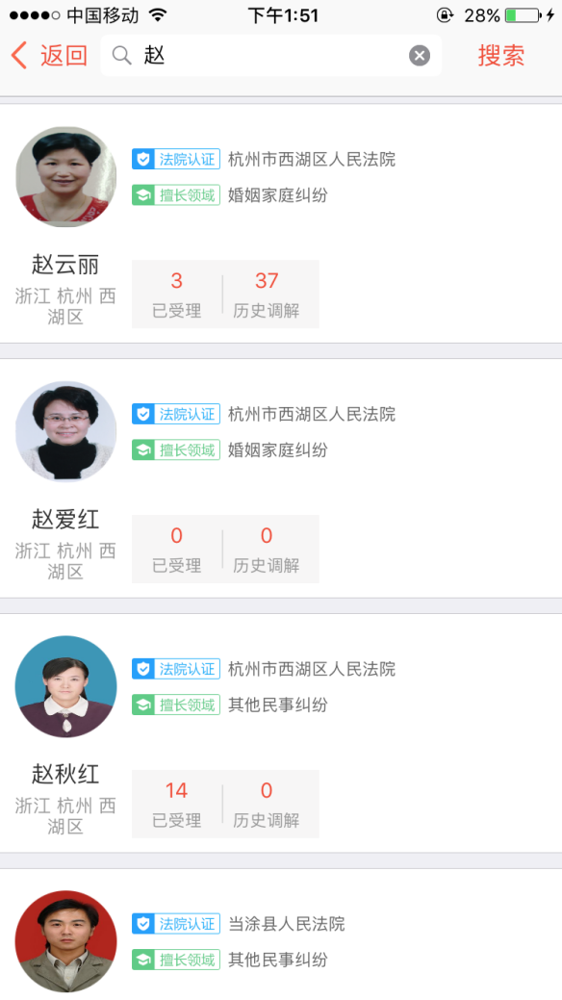 中国移动 下午1:51 28%
返回 赵 搜索
法院认证 杭州市西湖区人民法院
擅长领域 婚姻家庭纠纷
赵云丽
浙江 杭州 西
湖区
3 37
已受理 历史调解
法院认证 杭州市西湖区人民法院
擅长领域 婚姻家庭纠纷
赵爱红
浙江 杭州 西
湖区
0 0
已受理 历史调解
法院认证 杭州市西湖区人民法院
擅长领域 其他民事纠纷
赵秋红
浙江 杭州 西
湖区
14 0
已受理 历史调解
法院认证 当涂县人民法院
擅长领域 其他民事纠纷